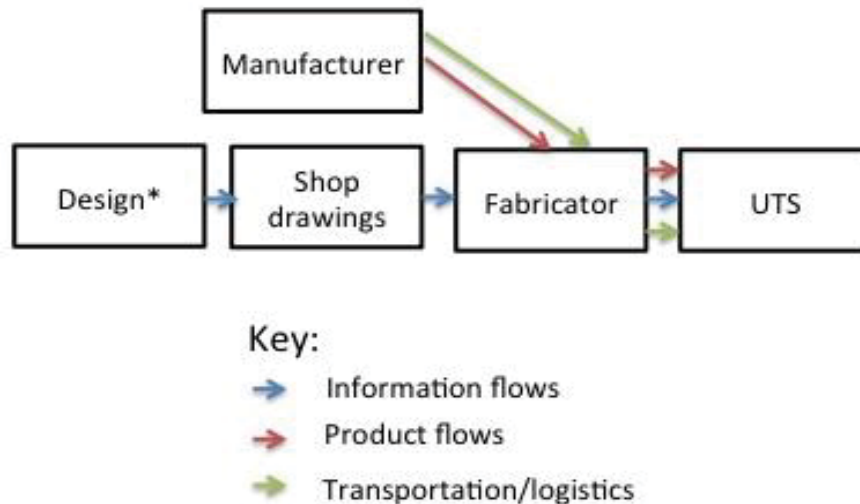 Manufacturer
Design*
Shop
drawings
Fabricator
UTS
Key:
Information flows
Product flows
Transportation/logistics